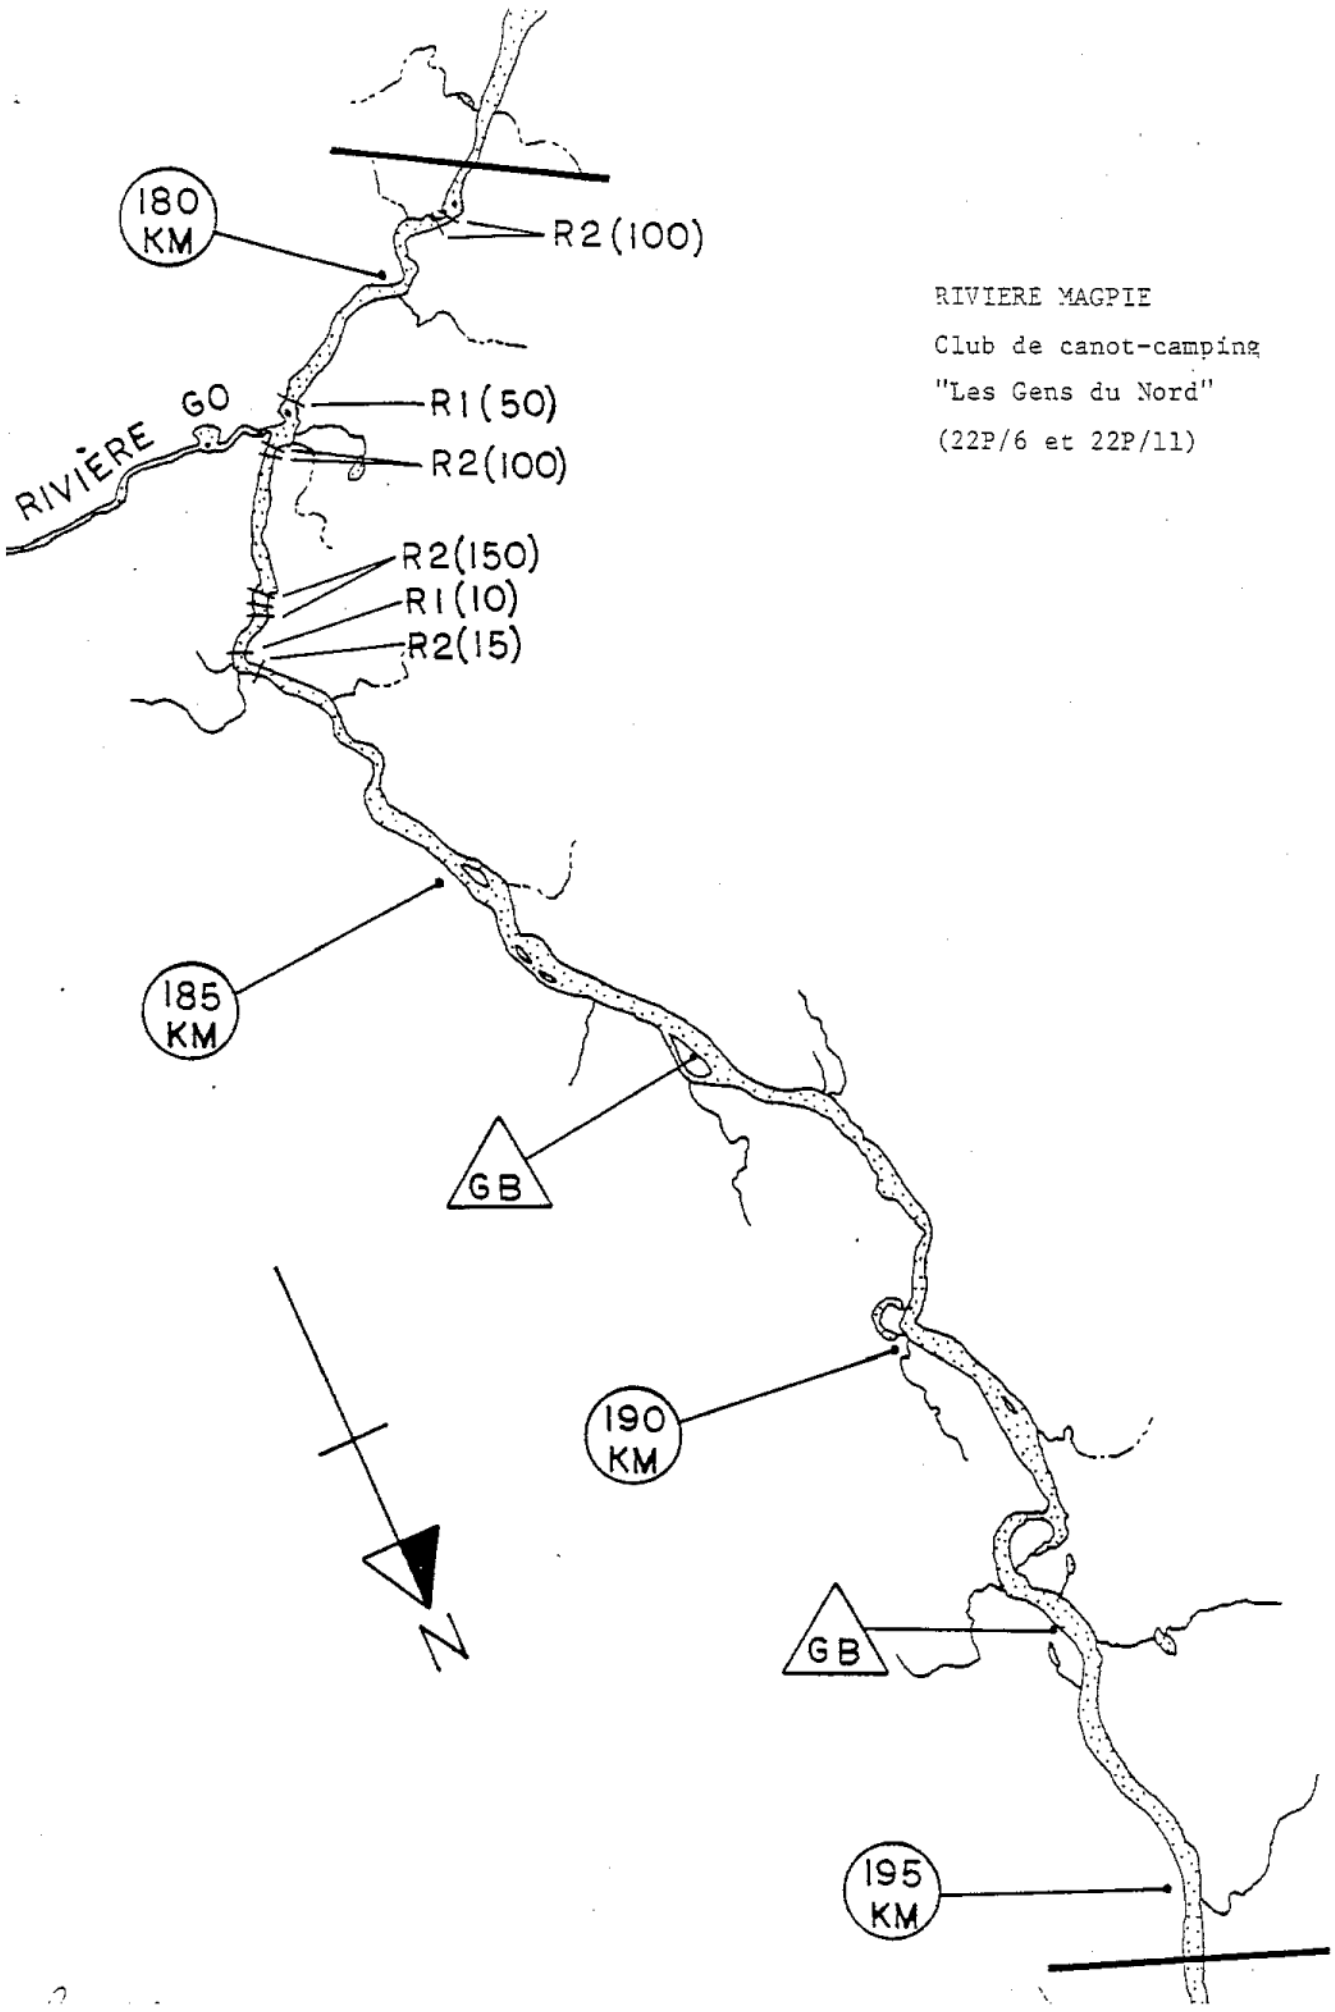 180
KM
R2(100)
RIVIERE MAGPIE
Club de canot-camping
"Les Gens du Nord"
(22P/6 et 22P/11)
R1(50)
RIVIÈRE GO
R2(100)
R2(150)
R1(10)
R2(15)
185
KM
GB
190
KM
N
GB
195
KM